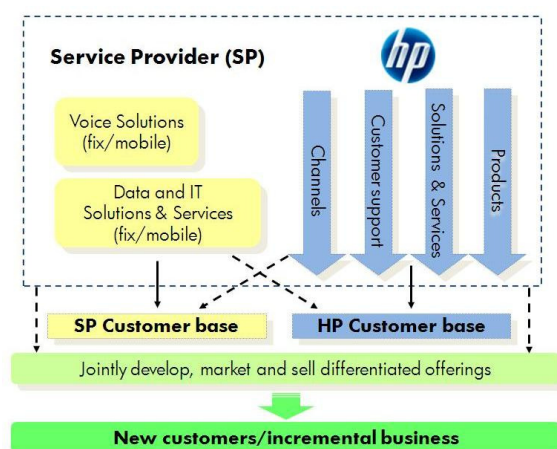 Service Provider (SP)
hp
Voice Solutions
(fix/mobile)
Data and IT
Solutions & Services
(fix/mobile)
Channels
Customer support
Solutions & Services
Products
SP Customer base
HP Customer base
Jointly develop, market and sell differentiated offerings
New customers/incremental business